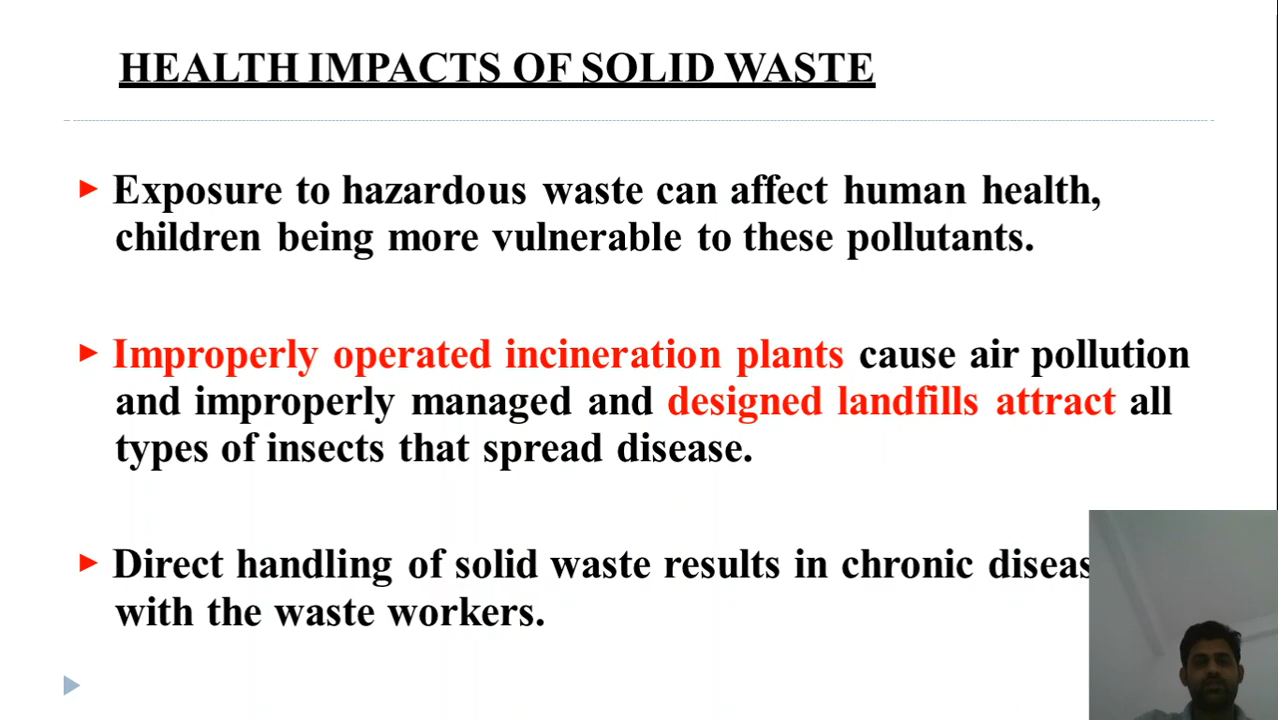 HEALTH IMPACTS OF SOLID WASTE
Exposure to hazardous waste can affect human health,
children being more vulnerable to these pollutants.
Improperly operated incineration plants cause air pollution
and improperly managed and designed landfills attract all
types of insects that spread disease.
Direct handling of solid waste results in chronic
with the waste workers.